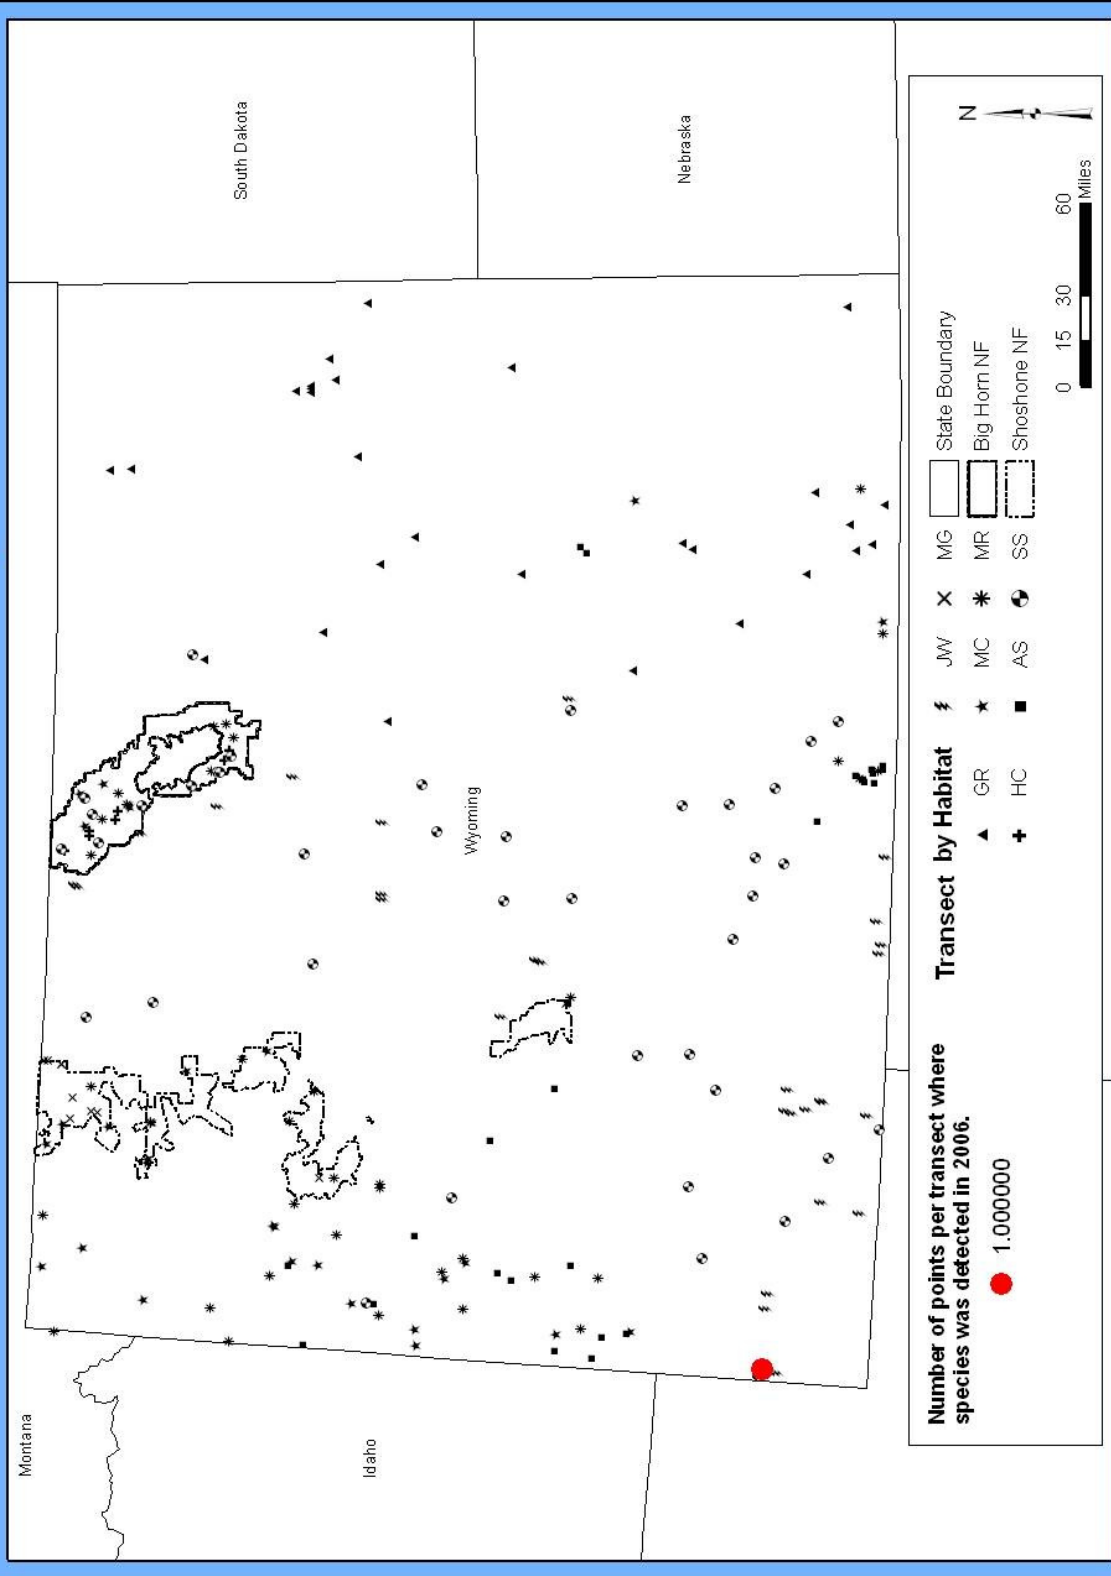 Montana
South Dakota
Idaho
Wyoming
Nebraska
Number of points per transect where
species was detected in 2006.
1.000000
Transect by Habitat
GR
HC
JW
MC
AS
MG
MR
SS
State Boundary
Big Horn NF
Shoshone NF
0 15 30 60
Miles
N